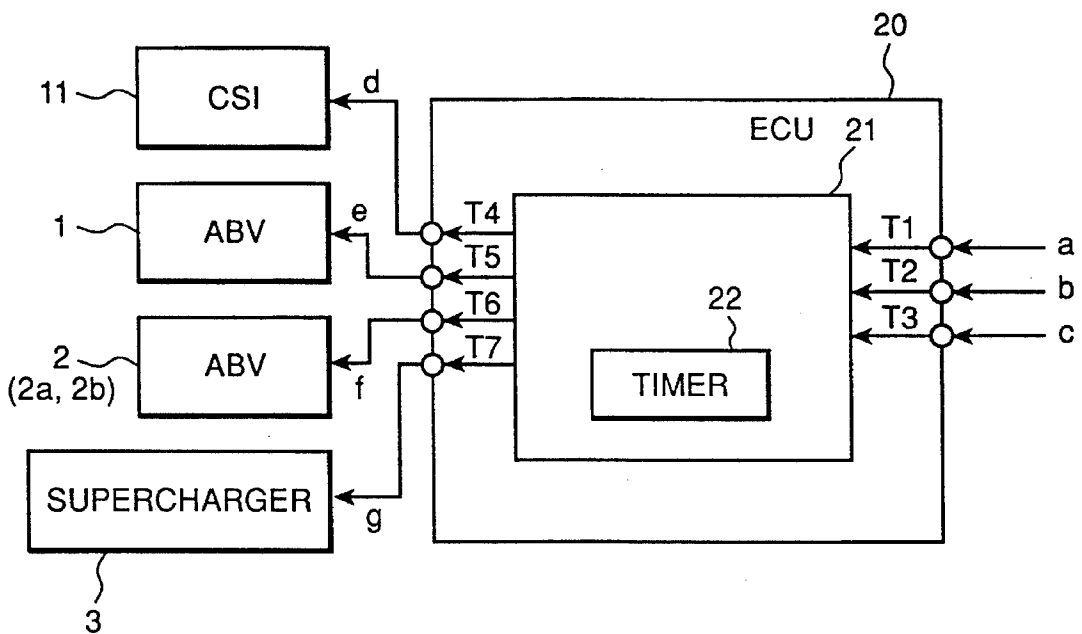 20
11
CSI
d
ECU
21
1
ABV
e
T4
T1
a
T5
T2
b
T6
22
T3
c
2
(2a, 2b)
ABV
f
T7
TIMER
SUPERCHARGER
g
3